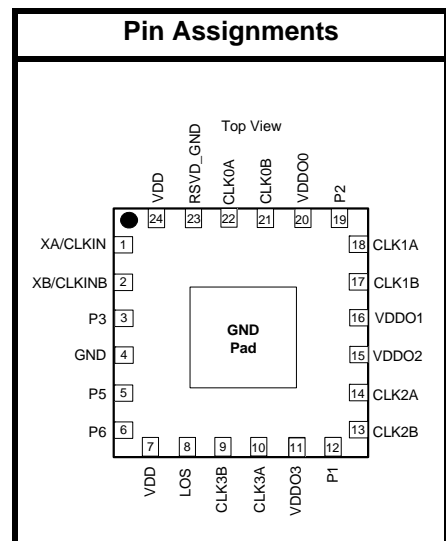 Pin Assignments
Top View
VDD
RSVD_GND
CLK0A
CLK0B
VDDO0
P2
24
23
22
21
20
19
XA/CLKIN 1
XB/CLKINB 2
P3 3
GND 4
P5 5
P6 6
18 CLK1A
17 CLK1B
16 VDDO1
15 VDDO2
14 CLK2A
13 CLK2B
GND
Pad
7
8
9
10
11
12
VDD
LOS
CLK3B
CLK3A
VDDO3
P1